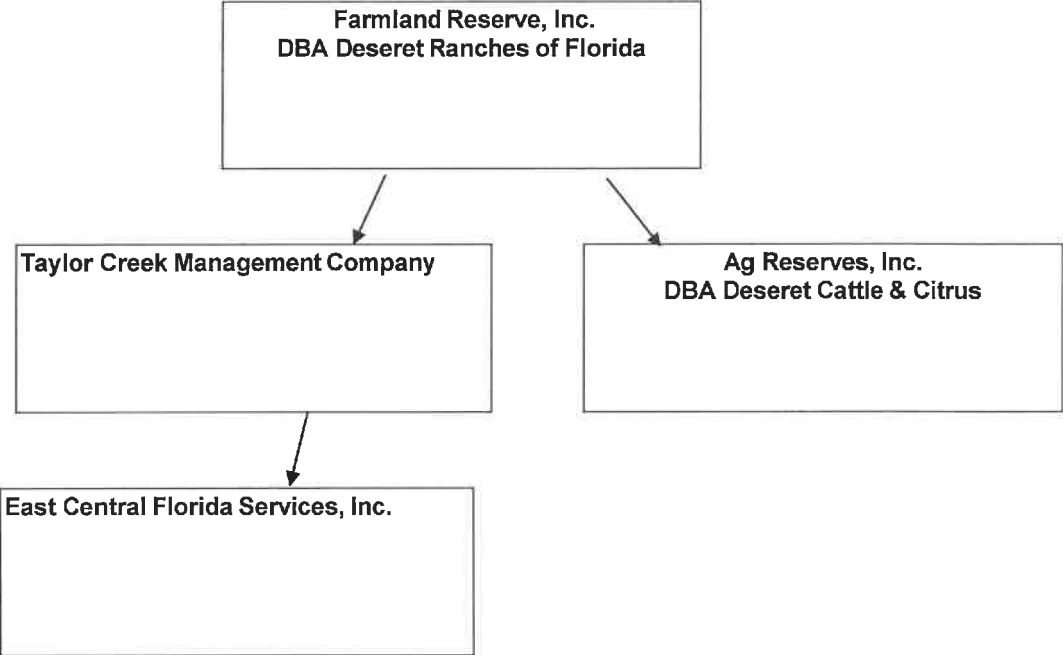 Farmland Reserve, Inc.
DBA Deseret Ranches of Florida
Taylor Creek Management Company
Ag Reserves, Inc.
DBA Deseret Cattle & Citrus
East Central Florida Services, Inc.